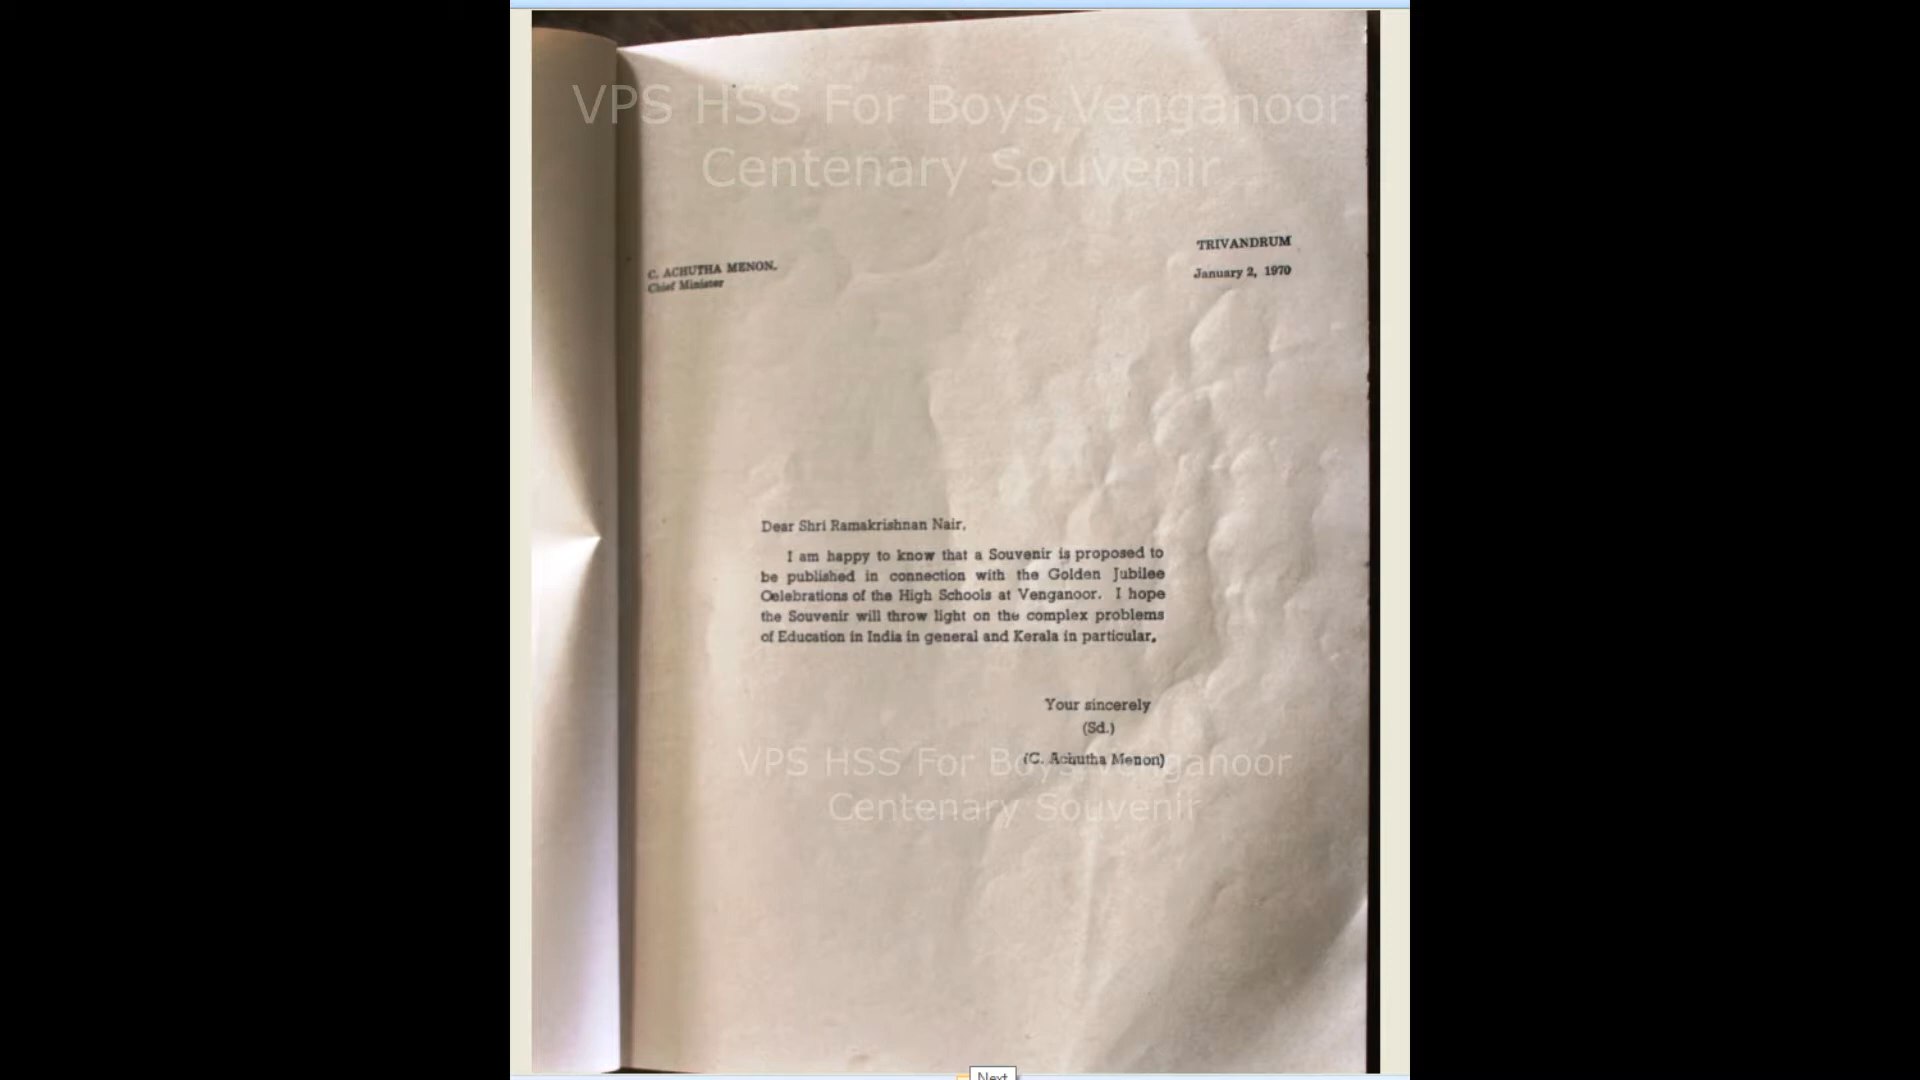 VPS HSS For Boys,Venganoor
Centenary Souvenir
TRIVANDRUM
C. ACHUTHA MENON.
Chief Minister
January 2, 1970
Dear Shri Ramakrishnan Nair,
I am happy to know that a Souvenir is proposed to
be published in connection with the Golden Jubilee
Celebrations of the High Schools at Venganoor. I hope
the Souvenir will throw light on the complex problems
of Education in India in general and Kerala in particular.
Your sincerely
(Sd.)
(C. Achutha Menon)
VPS HSS For Boys,Venganoor
Centenary Souvenir
Next